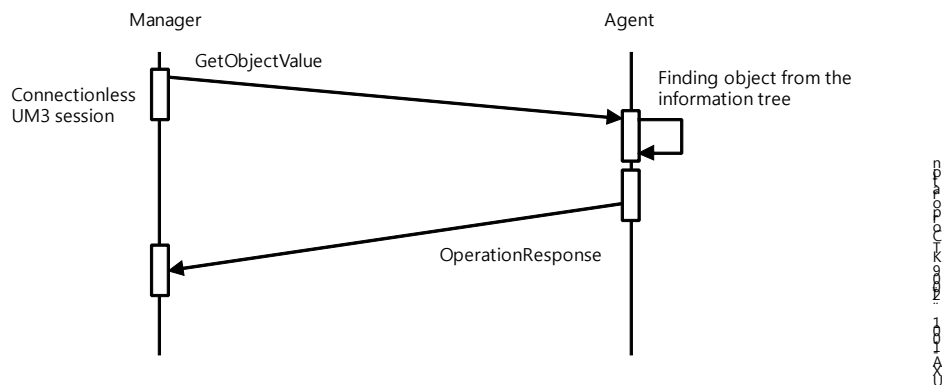 Manager
Agent
GetObjectValue
Finding object from the
information tree
Connectionless
UM3 session
OperationResponse